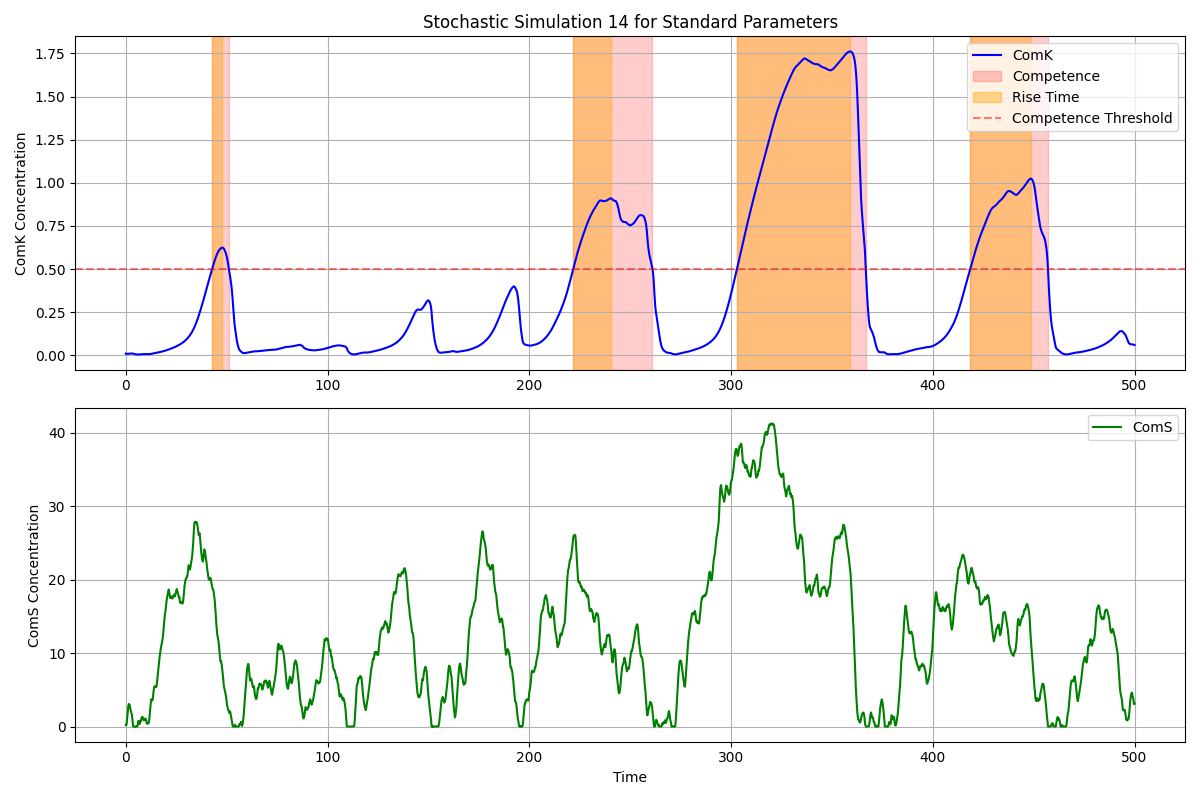 Stochastic Simulation 14 for Standard Parameters
ComK Concentration
1.75
1.50
1.25
1.00
0.75
0.50
0.25
0.00
ComK
Competence
Rise Time
Competence Threshold
0
100
200
300
400
500
ComS Concentration
40
30
20
10
0
ComS
0
100
200
300
400
500
Time